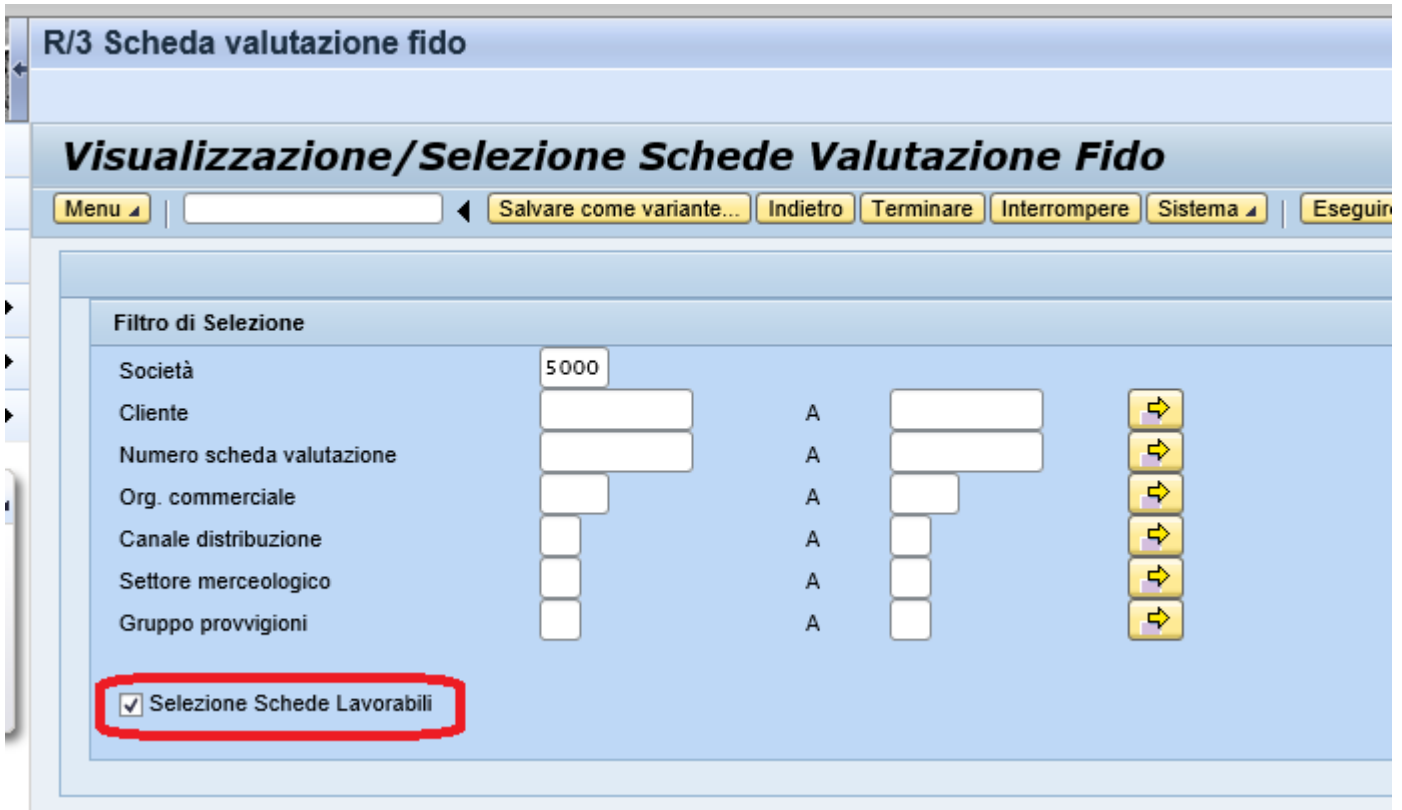 R/3 Scheda valutazione fido
Visualizzazione/Selezione Schede Valutazione Fido
Menu Salvare come variante... Indietro Terminare Interrompere Sistema Eseguire
Filtro di Selezione
Società 5000
Cliente A
Numero scheda valutazione A
Org. commerciale A
Canale distribuzione A
Settore merceologico A
Gruppo provvigioni A
Selezione Schede Lavorabili